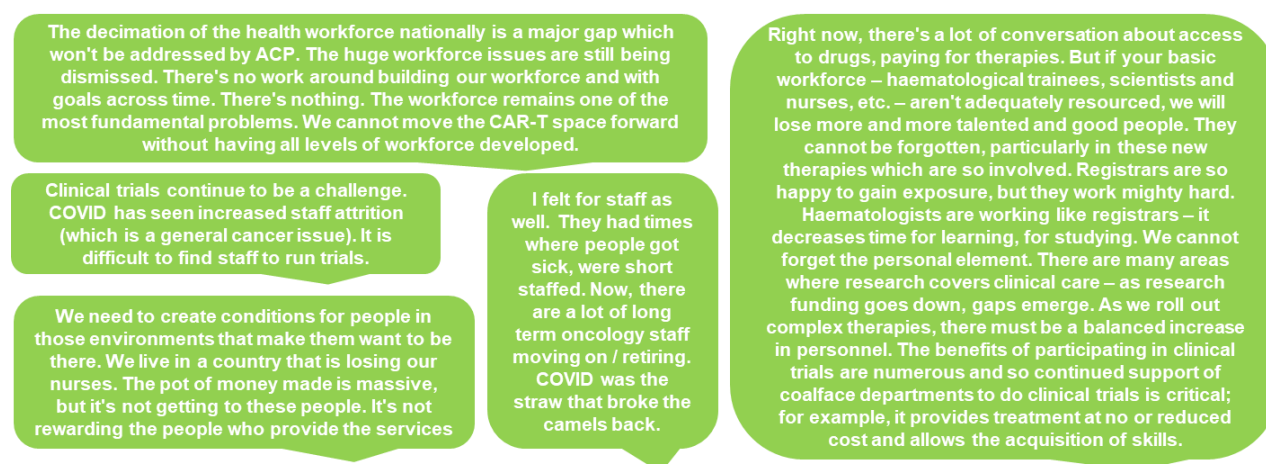 The decimation of the health workforce nationally is a major gap which
won't be addressed by ACP. The huge workforce issues are still being
dismissed. There's no work around building our workforce and with
goals across time. There's nothing. The workforce remains one of the
most fundamental problems. We cannot move the CAR-T space forward
without having all levels of workforce developed.
Clinical trials continue to be a challenge.
COVID has seen increased staff attrition
(which is a general cancer issue). It is
difficult to find staff to run trials.
We need to create conditions for people in
those environments that make them want to be
there. We live in a country that is losing our
nurses. The pot of money made is massive,
but it's not getting to these people. It's not
rewarding the people who provide the services
I felt for staff as
well. They had times
where people got
sick, were short
staffed. Now, there
are a lot of long
term oncology staff
moving on / retiring.
COVID was the
straw that broke the
camels back.
Right now, there's a lot of conversation about access
to drugs, paying for therapies. But if your basic
workforce – haematological trainees, scientists and
nurses, etc. – aren't adequately resourced, we will
lose more and more talented and good people. They
cannot be forgotten, particularly in these new
therapies which are so involved. Registrars are so
happy to gain exposure, but they work mighty hard.
Haematologists are working like registrars – it
decreases time for learning, for studying. We cannot
forget the personal element. There are many areas
where research covers clinical care – as research
funding goes down, gaps emerge. As we roll out
complex therapies, there must be a balanced increase
in personnel. The benefits of participating in clinical
trials are numerous and so continued support of
coalface departments to do clinical trials is critical;
for example, it provides treatment at no or reduced
cost and allows the acquisition of skills.